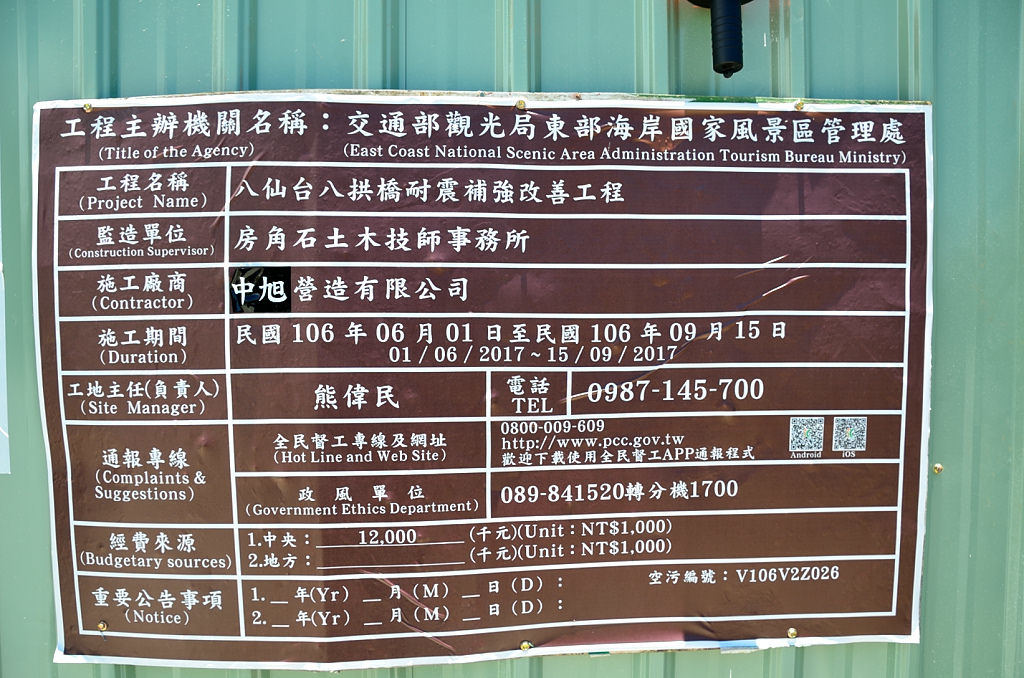 工程主辦機關名稱：交通部觀光局東部海岸國家風景區管理處
(Title of the Agency) (East Coast National Scenic Area Administration Tourism Bureau Ministry)
工程名稱 八仙台八拱橋耐震補強改善工程
(Project Name)
監造單位 房角石土木技師事務所
(Construction Supervisor)
施工廠商 中旭營造有限公司
(Contractor)
施工期間 民國 106 年 06 月 01 日至民國 106 年 09 月 15 日
(Duration) 01 / 06 / 2017 ~ 15 / 09 / 2017
工地主任(負責人) 熊偉民 電話 0987-145-700
(Site Manager) TEL
通報專線
(Complaints &
Suggestions)
全民督工專線及網址
(Hot Line and Web Site)
0800-009-609
http://www.pcc.gov.tw
歡迎下載使用全民督工APP通報程式
Android iOS
政風單位
(Government Ethics Department)
089-841520轉分機1700
經費來源
(Budgetary sources)
1.中央：12,000 (千元)(Unit：NT$1,000)
2.地方： (千元)(Unit：NT$1,000)
重要公告事項
(Notice)
1. __ 年(Yr) __ 月(M) __ 日(D)： 空污編號：V106V2Z026
2. __ 年(Yr) __ 月(M) __ 日(D)：